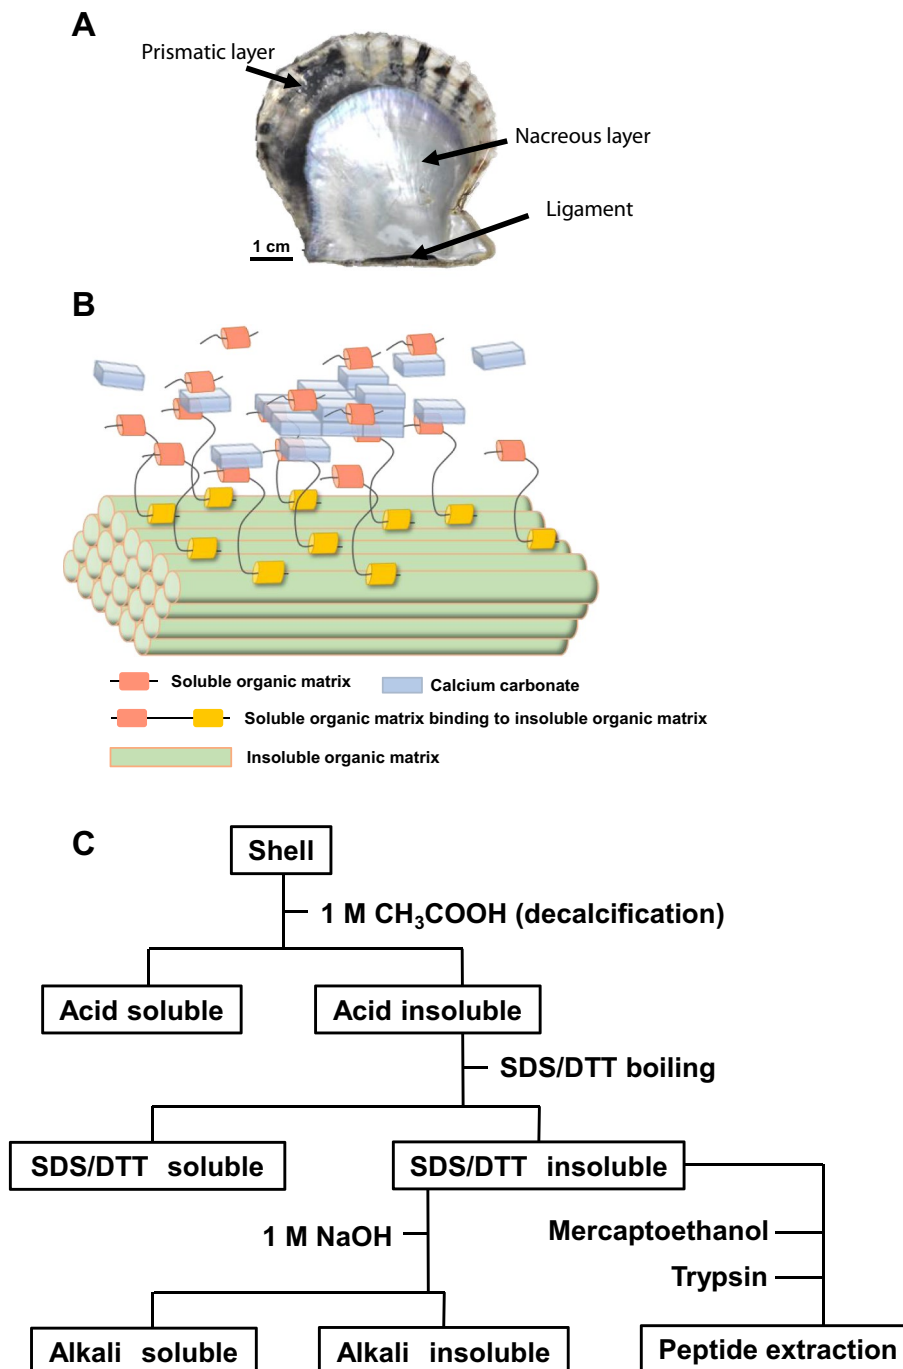 A
Prismatic layer
Nacreous layer
Ligament
1 cm
B
Soluble organic matrix
Calcium carbonate
Soluble organic matrix binding to insoluble organic matrix
Insoluble organic matrix
C
Shell
1 M CH₃COOH (decalcification)
Acid soluble
Acid insoluble
SDS/DTT boiling
SDS/DTT soluble
SDS/DTT insoluble
1 M NaOH
Mercaptoethanol
Trypsin
Alkali soluble
Alkali insoluble
Peptide extraction